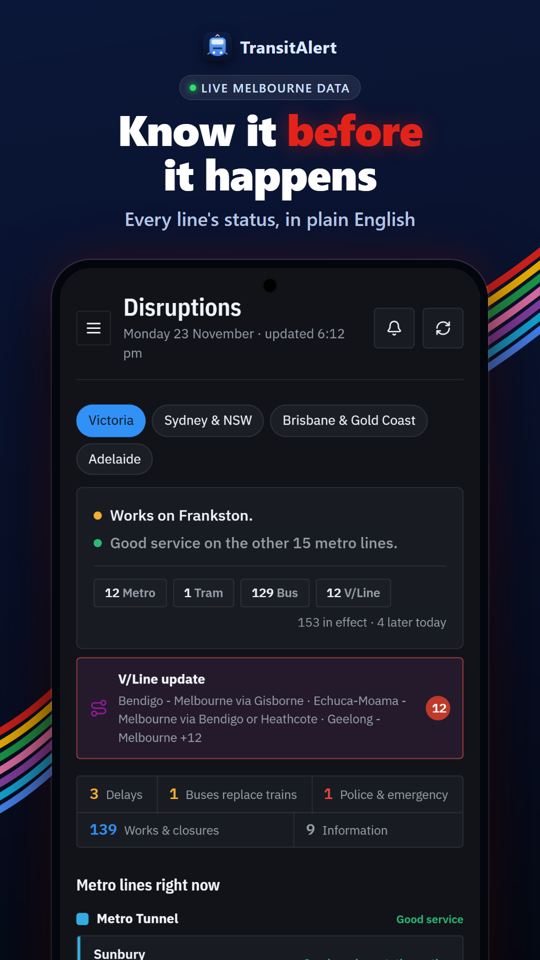 TransitAlert
LIVE MELBOURNE DATA
Know it before
it happens
Every line's status, in plain English
Disruptions
Monday 23 November · updated 6:12
pm
Victoria
Sydney & NSW
Brisbane & Gold Coast
Adelaide
Works on Frankston.
Good service on the other 15 metro lines.
12 Metro
1 Tram
129 Bus
12 V/Line
153 in effect · 4 later today
V/Line update
Bendigo - Melbourne via Gisborne · Echuca-Moama -
Melbourne via Bendigo or Heathcote · Geelong -
Melbourne +12
12
3 Delays
1 Buses replace trains
1 Police & emergency
139 Works & closures
9 Information
Metro lines right now
Metro Tunnel
Good service
Sunbury